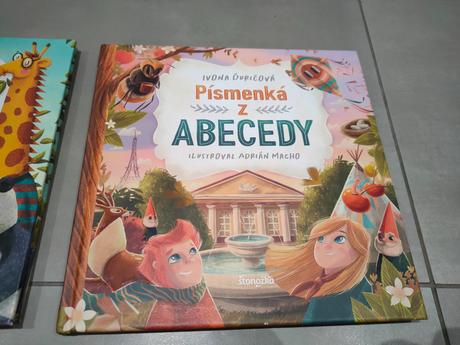 IVONA ĎURIČOVÁ
Písmenká
z
ABECEDY
ILUSTROVAL ADRIÁN MACHO
stonožka